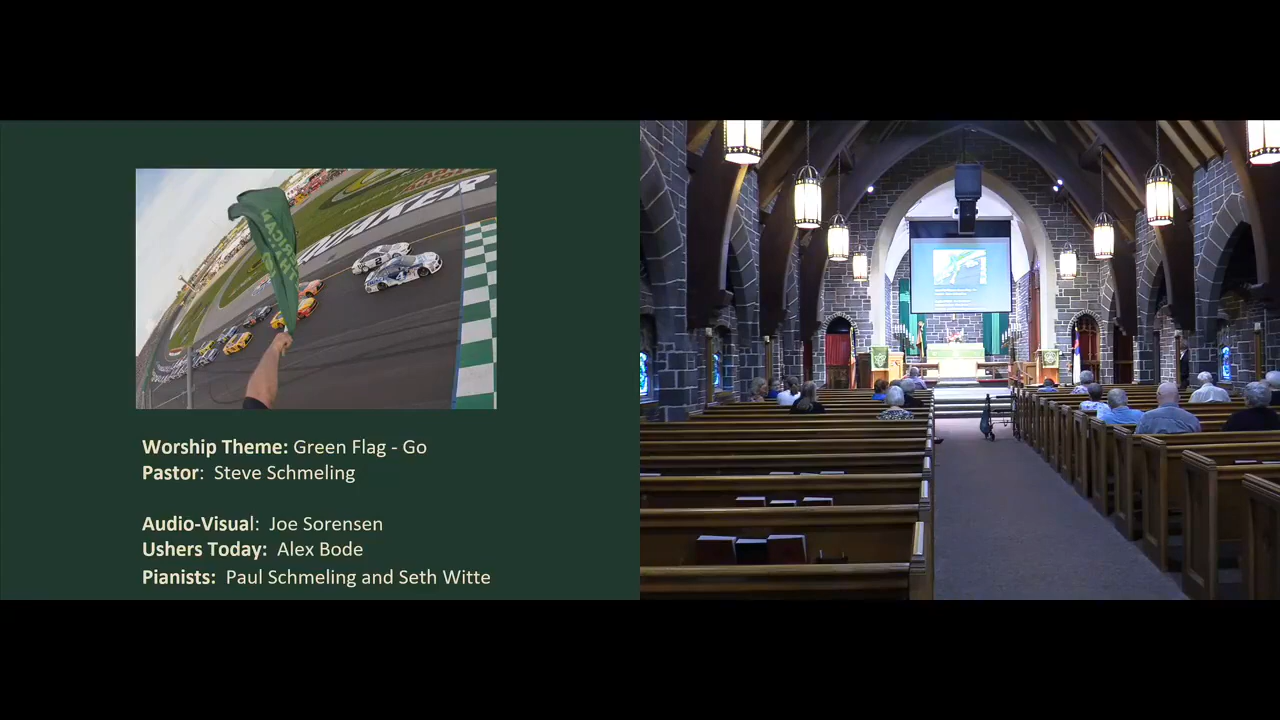 Worship Theme: Green Flag - Go
Pastor: Steve Schmeling
Audio-Visual: Joe Sorensen
Ushers Today: Alex Bode
Pianists: Paul Schmeling and Seth Witte